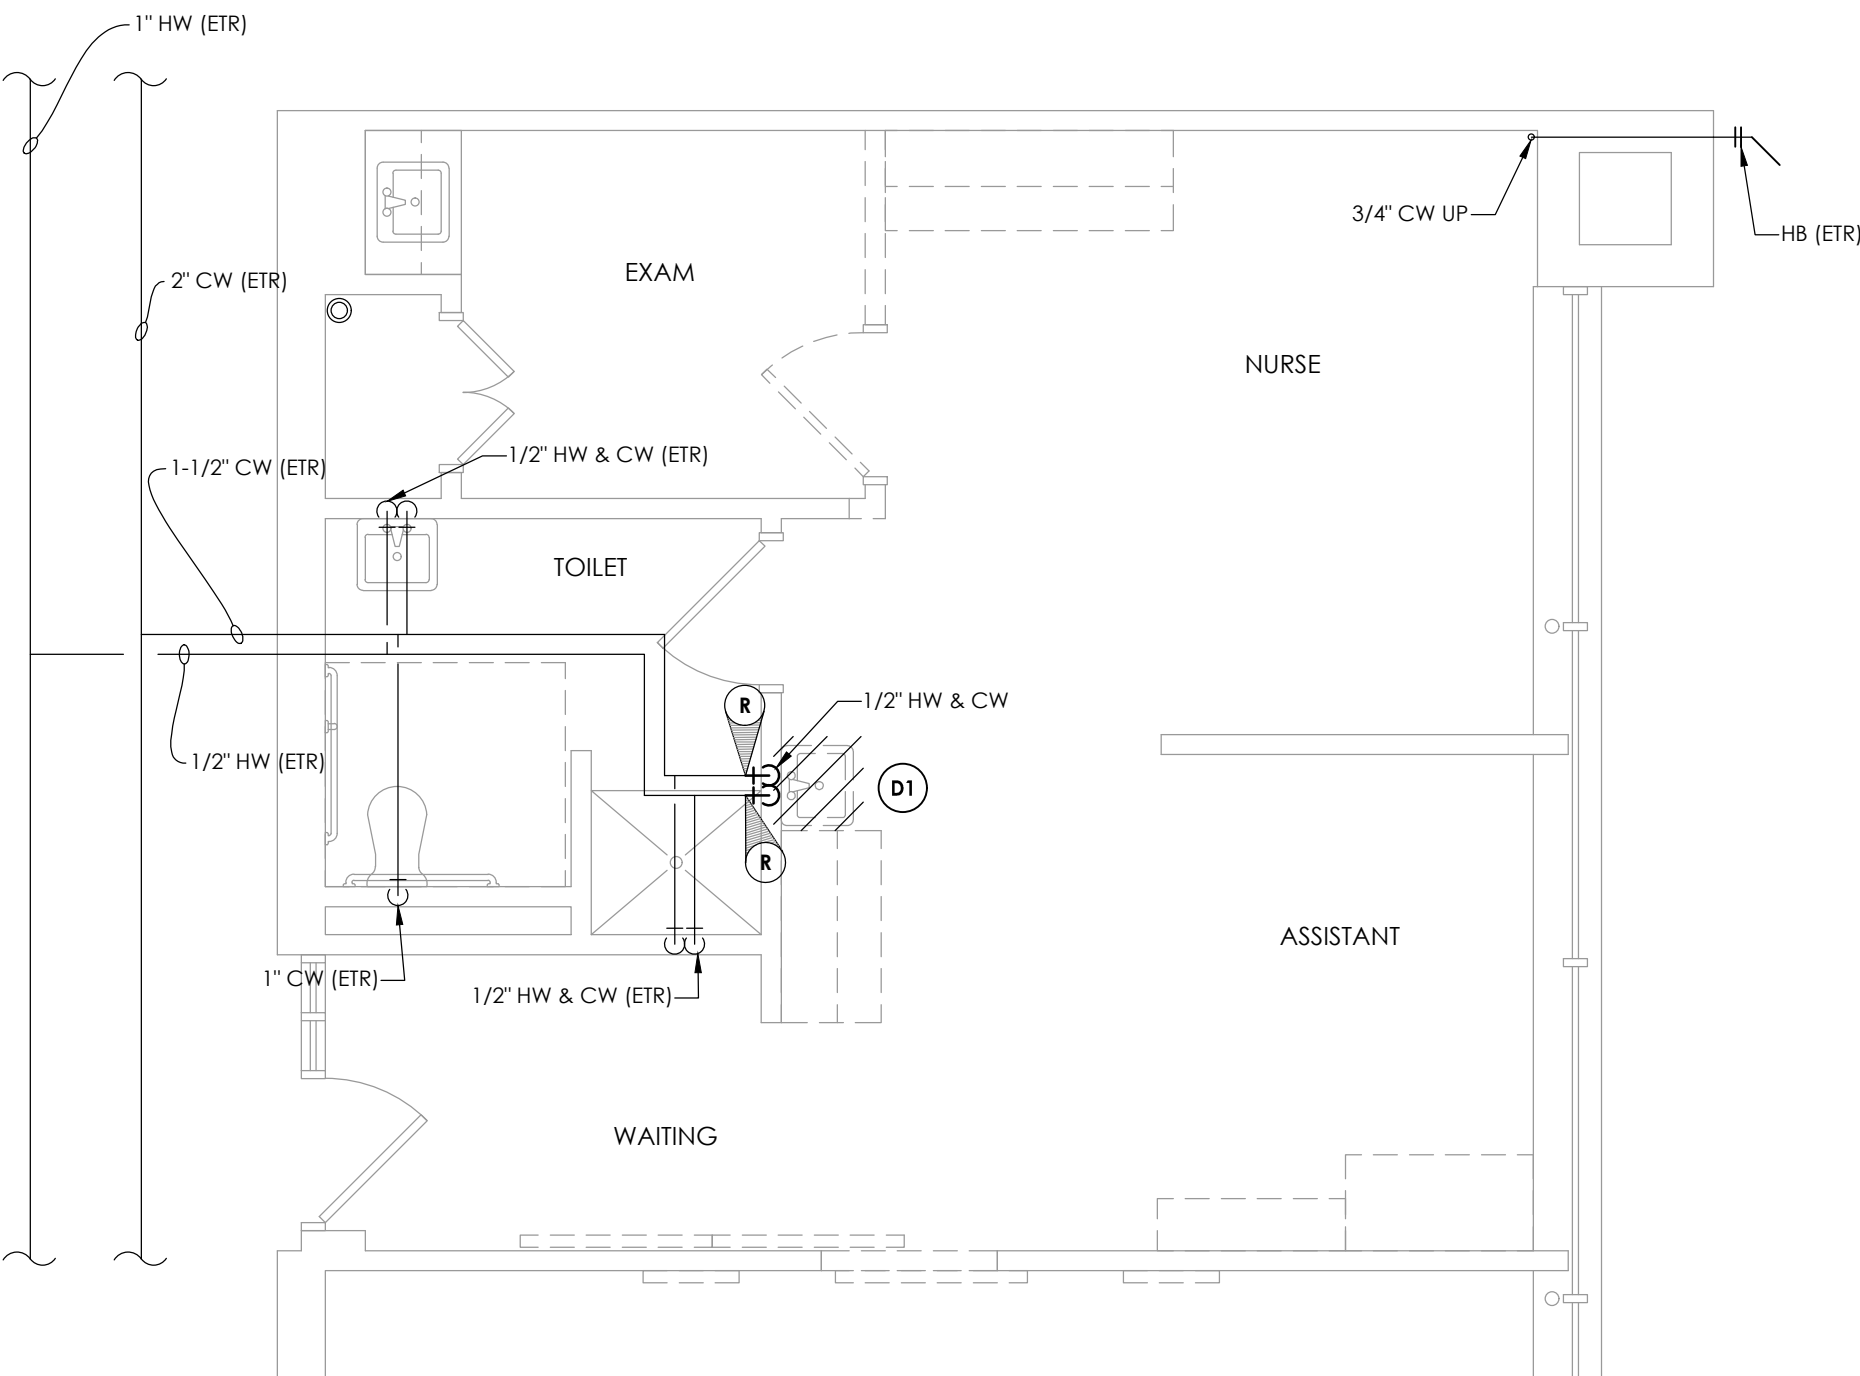 1" HW (ETR)
3/4" CW UP
HB (ETR)
EXAM
2" CW (ETR)
NURSE
1/2" HW & CW (ETR)
1-1/2" CW (ETR)
TOILET
R
1/2" HW & CW
1/2" HW (ETR)
D1
R
ASSISTANT
1" CW (ETR)
1/2" HW & CW (ETR)
WAITING